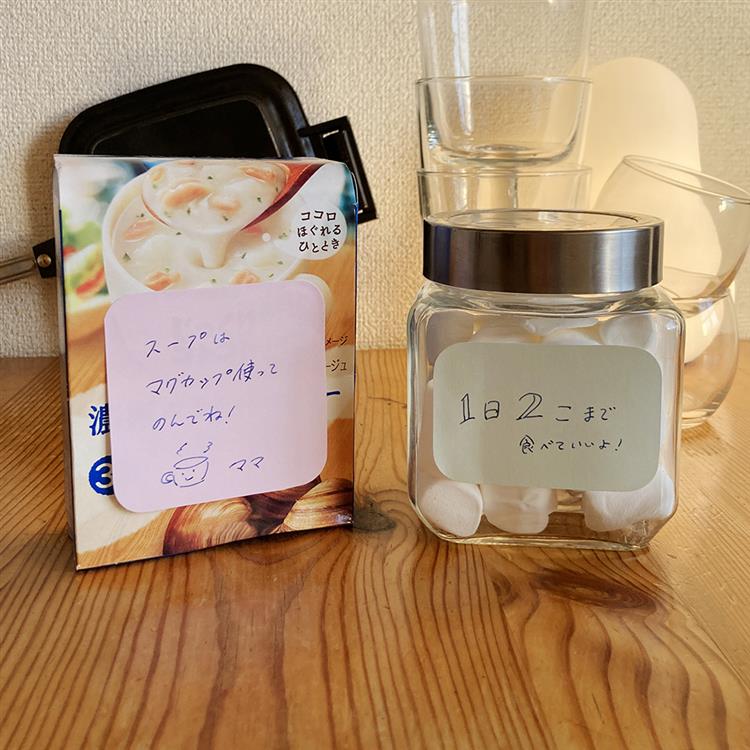 ココロ
ほぐれる
ひととき
スープは
マグカップ使って
のんでね!
ママ
濃
3
1日2こまで
食べていいよ!